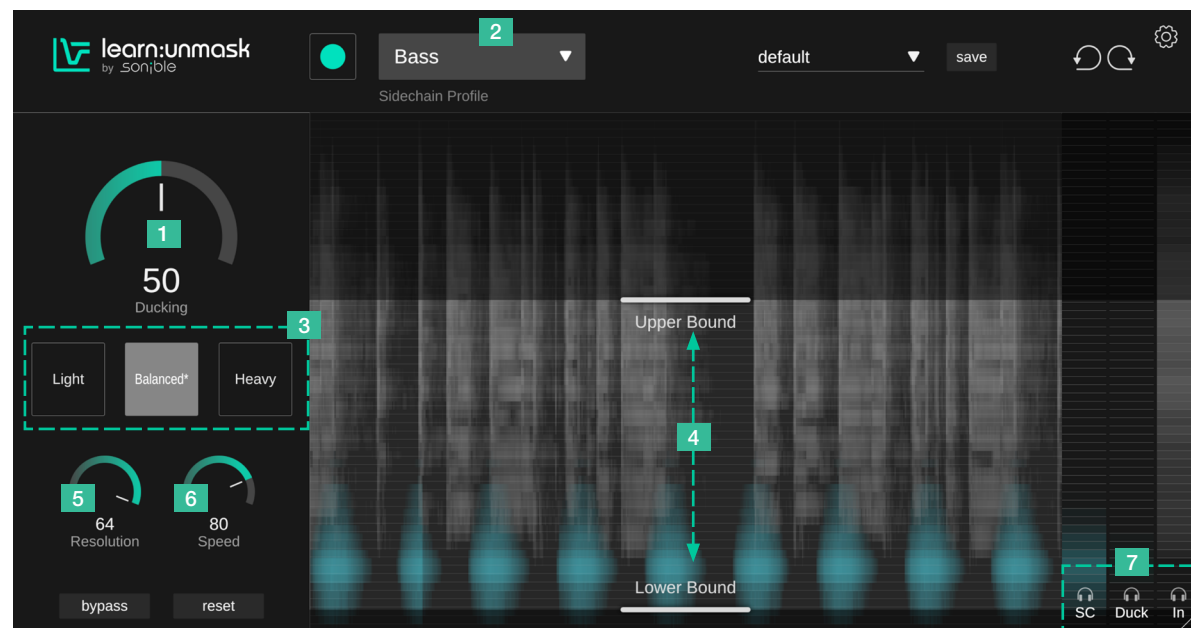 learn:unmask
by sonible
2
Bass
Sidechain Profile
default
save
1
50
Ducking
3
Light
Balanced*
Heavy
5
64
Resolution
6
80
Speed
bypass
reset
Upper Bound
4
Lower Bound
7
SC
Duck
In